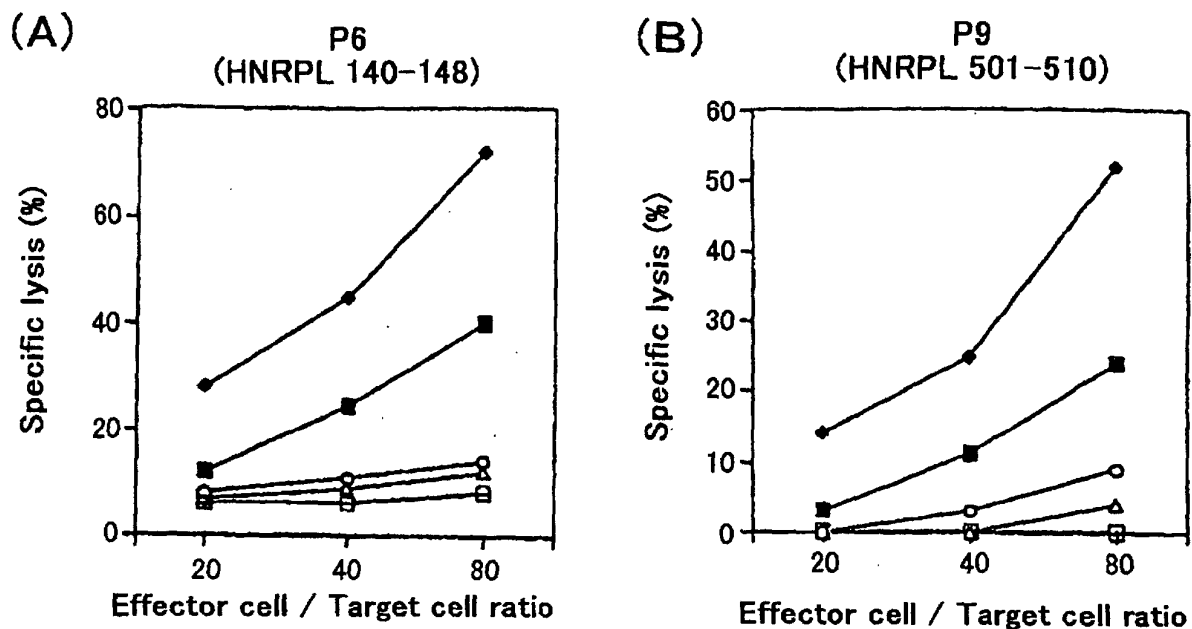 (A)
P6
(HNRPL 140-148)
80
60
40
20
0
Specific lysis (%)
20 40 80
Effector cell / Target cell ratio
(B)
P9
(HNRPL 501-510)
60
50
40
30
20
10
0
Specific lysis (%)
20 40 80
Effector cell / Target cell ratio